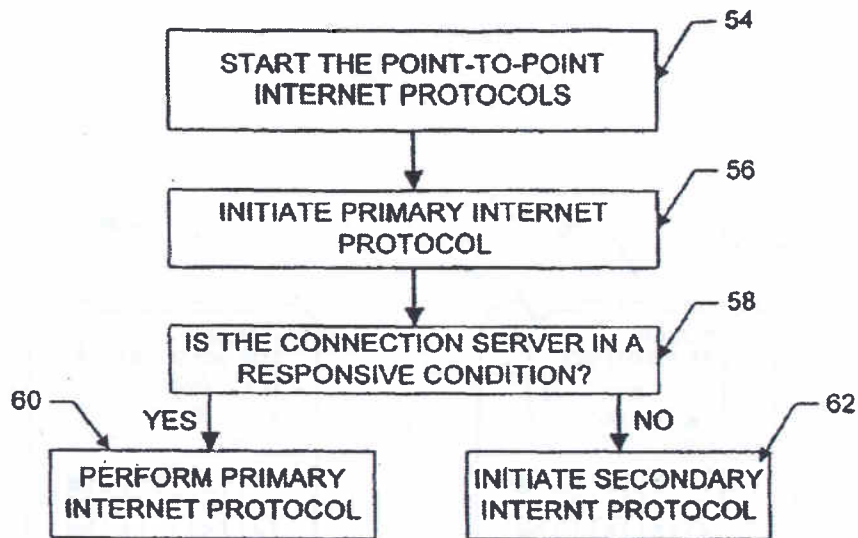 54
START THE POINT-TO-POINT
INTERNET PROTOCOLS
56
INITIATE PRIMARY INTERNET
PROTOCOL
58
IS THE CONNECTION SERVER IN A
RESPONSIVE CONDITION?
60
YES
NO
62
PERFORM PRIMARY
INTERNET PROTOCOL
INITIATE SECONDARY
INTERNT PROTOCOL